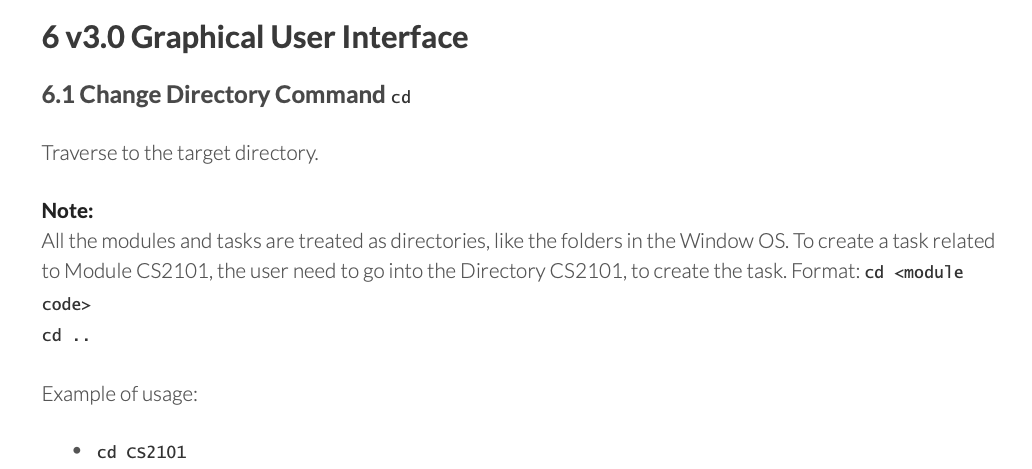 6 v3.0 Graphical User Interface
6.1 Change Directory Command cd
Traverse to the target directory.
Note:
All the modules and tasks are treated as directories, like the folders in the Window OS. To create a task related
to Module CS2101, the user need to go into the Directory CS2101, to create the task. Format: cd <module
code>
cd ..
Example of usage:
• cd CS2101